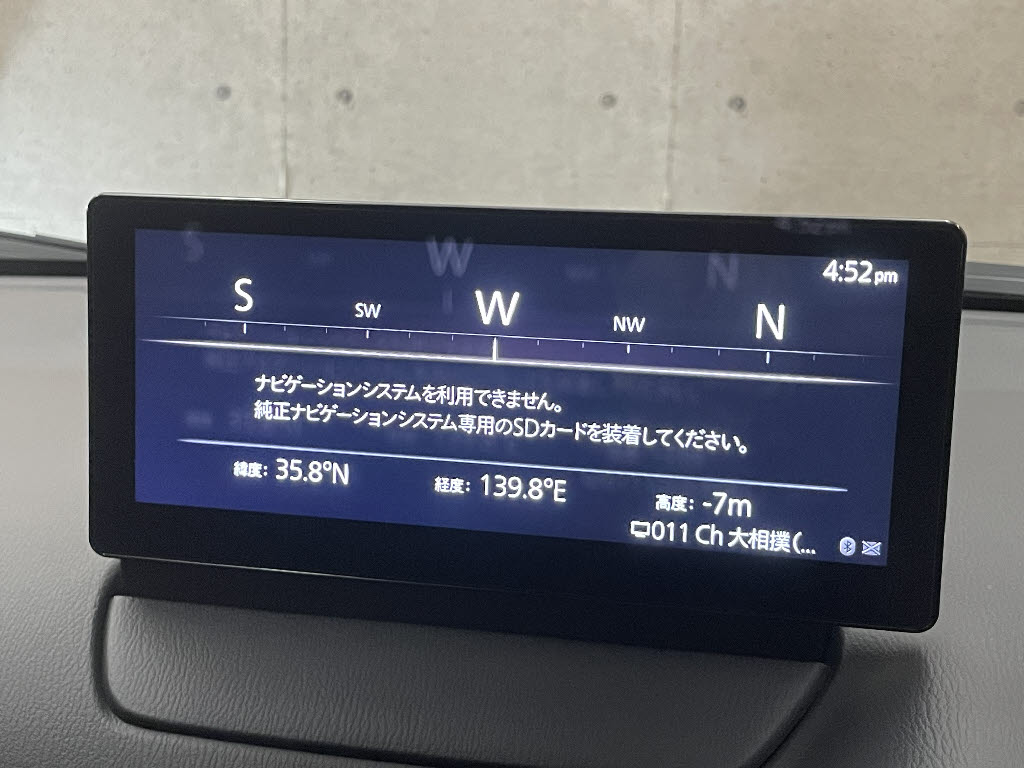 4:52pm
S SW W NW N
ナビゲーションシステムを利用できません。
純正ナビゲーションシステム専用のSDカードを装着してください。
緯度: 35.8°N 経度: 139.8°E 高度: -7m
011 Ch 大相撲(...